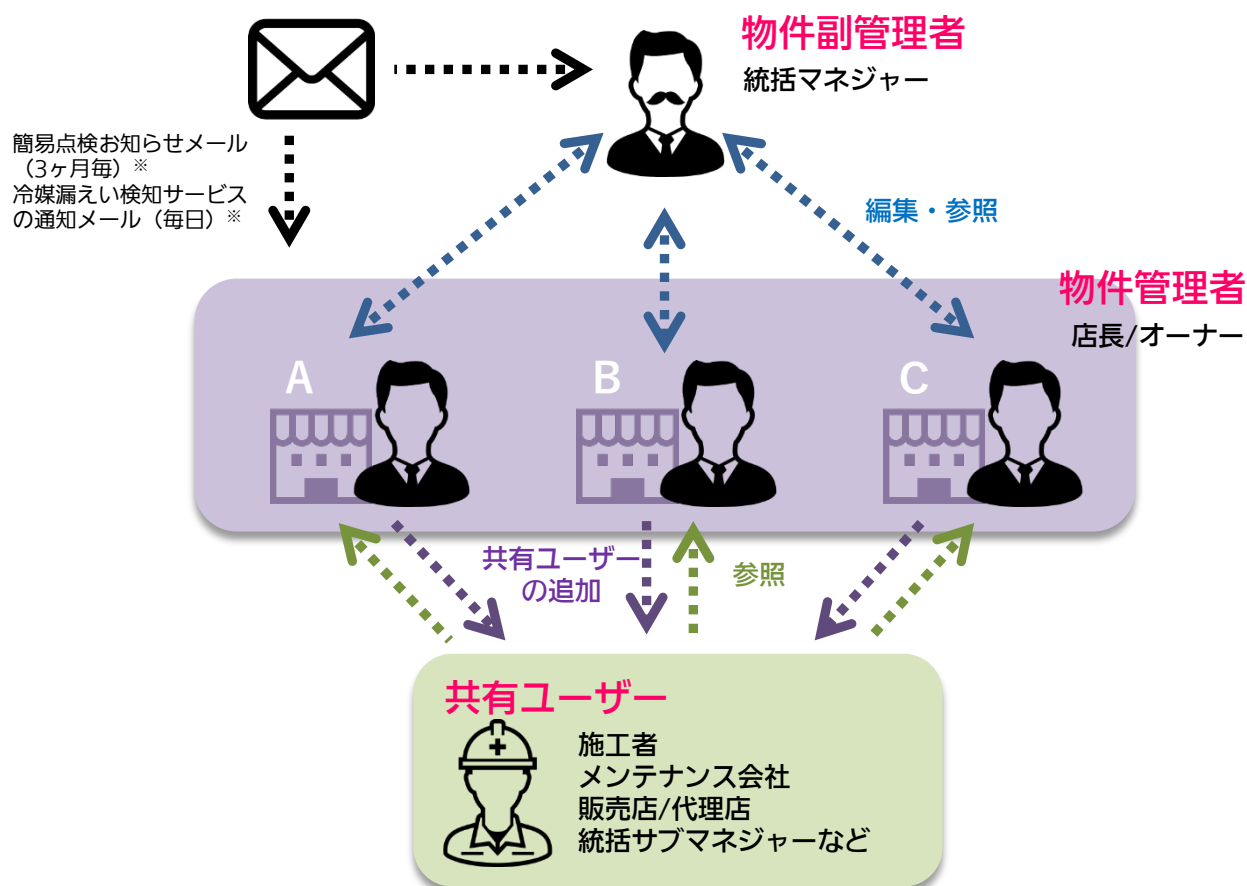 物件副管理者
統括マネジャー
簡易点検お知らせメール
（3ヶ月毎）※
冷媒漏えい検知サービス
の通知メール（毎日）※
編集・参照
物件管理者
店長/オーナー
A
B
C
共有ユーザー
の追加
参照
共有ユーザー
施工者
メンテナンス会社
販売店/代理店
統括サブマネジャーなど